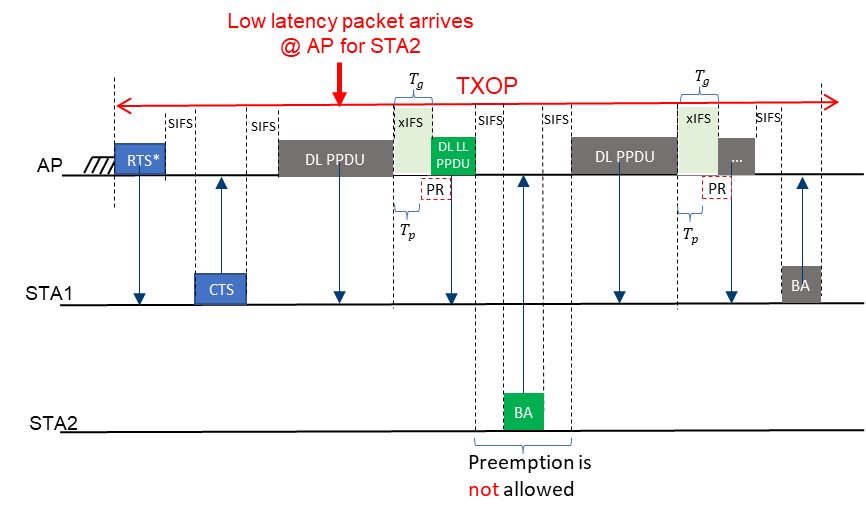 Low latency packet arrives
@ AP for STA2
TXOP
T_g
T_g
SIFS
SIFS
xIFS
SIFS
SIFS
xIFS
SIFS
AP
RTS*
DL PPDU
DL LL
PPDU
DL PPDU
...
PR
PR
T_p
T_p
STA1
CTS
BA
STA2
BA
Preemption is
not allowed